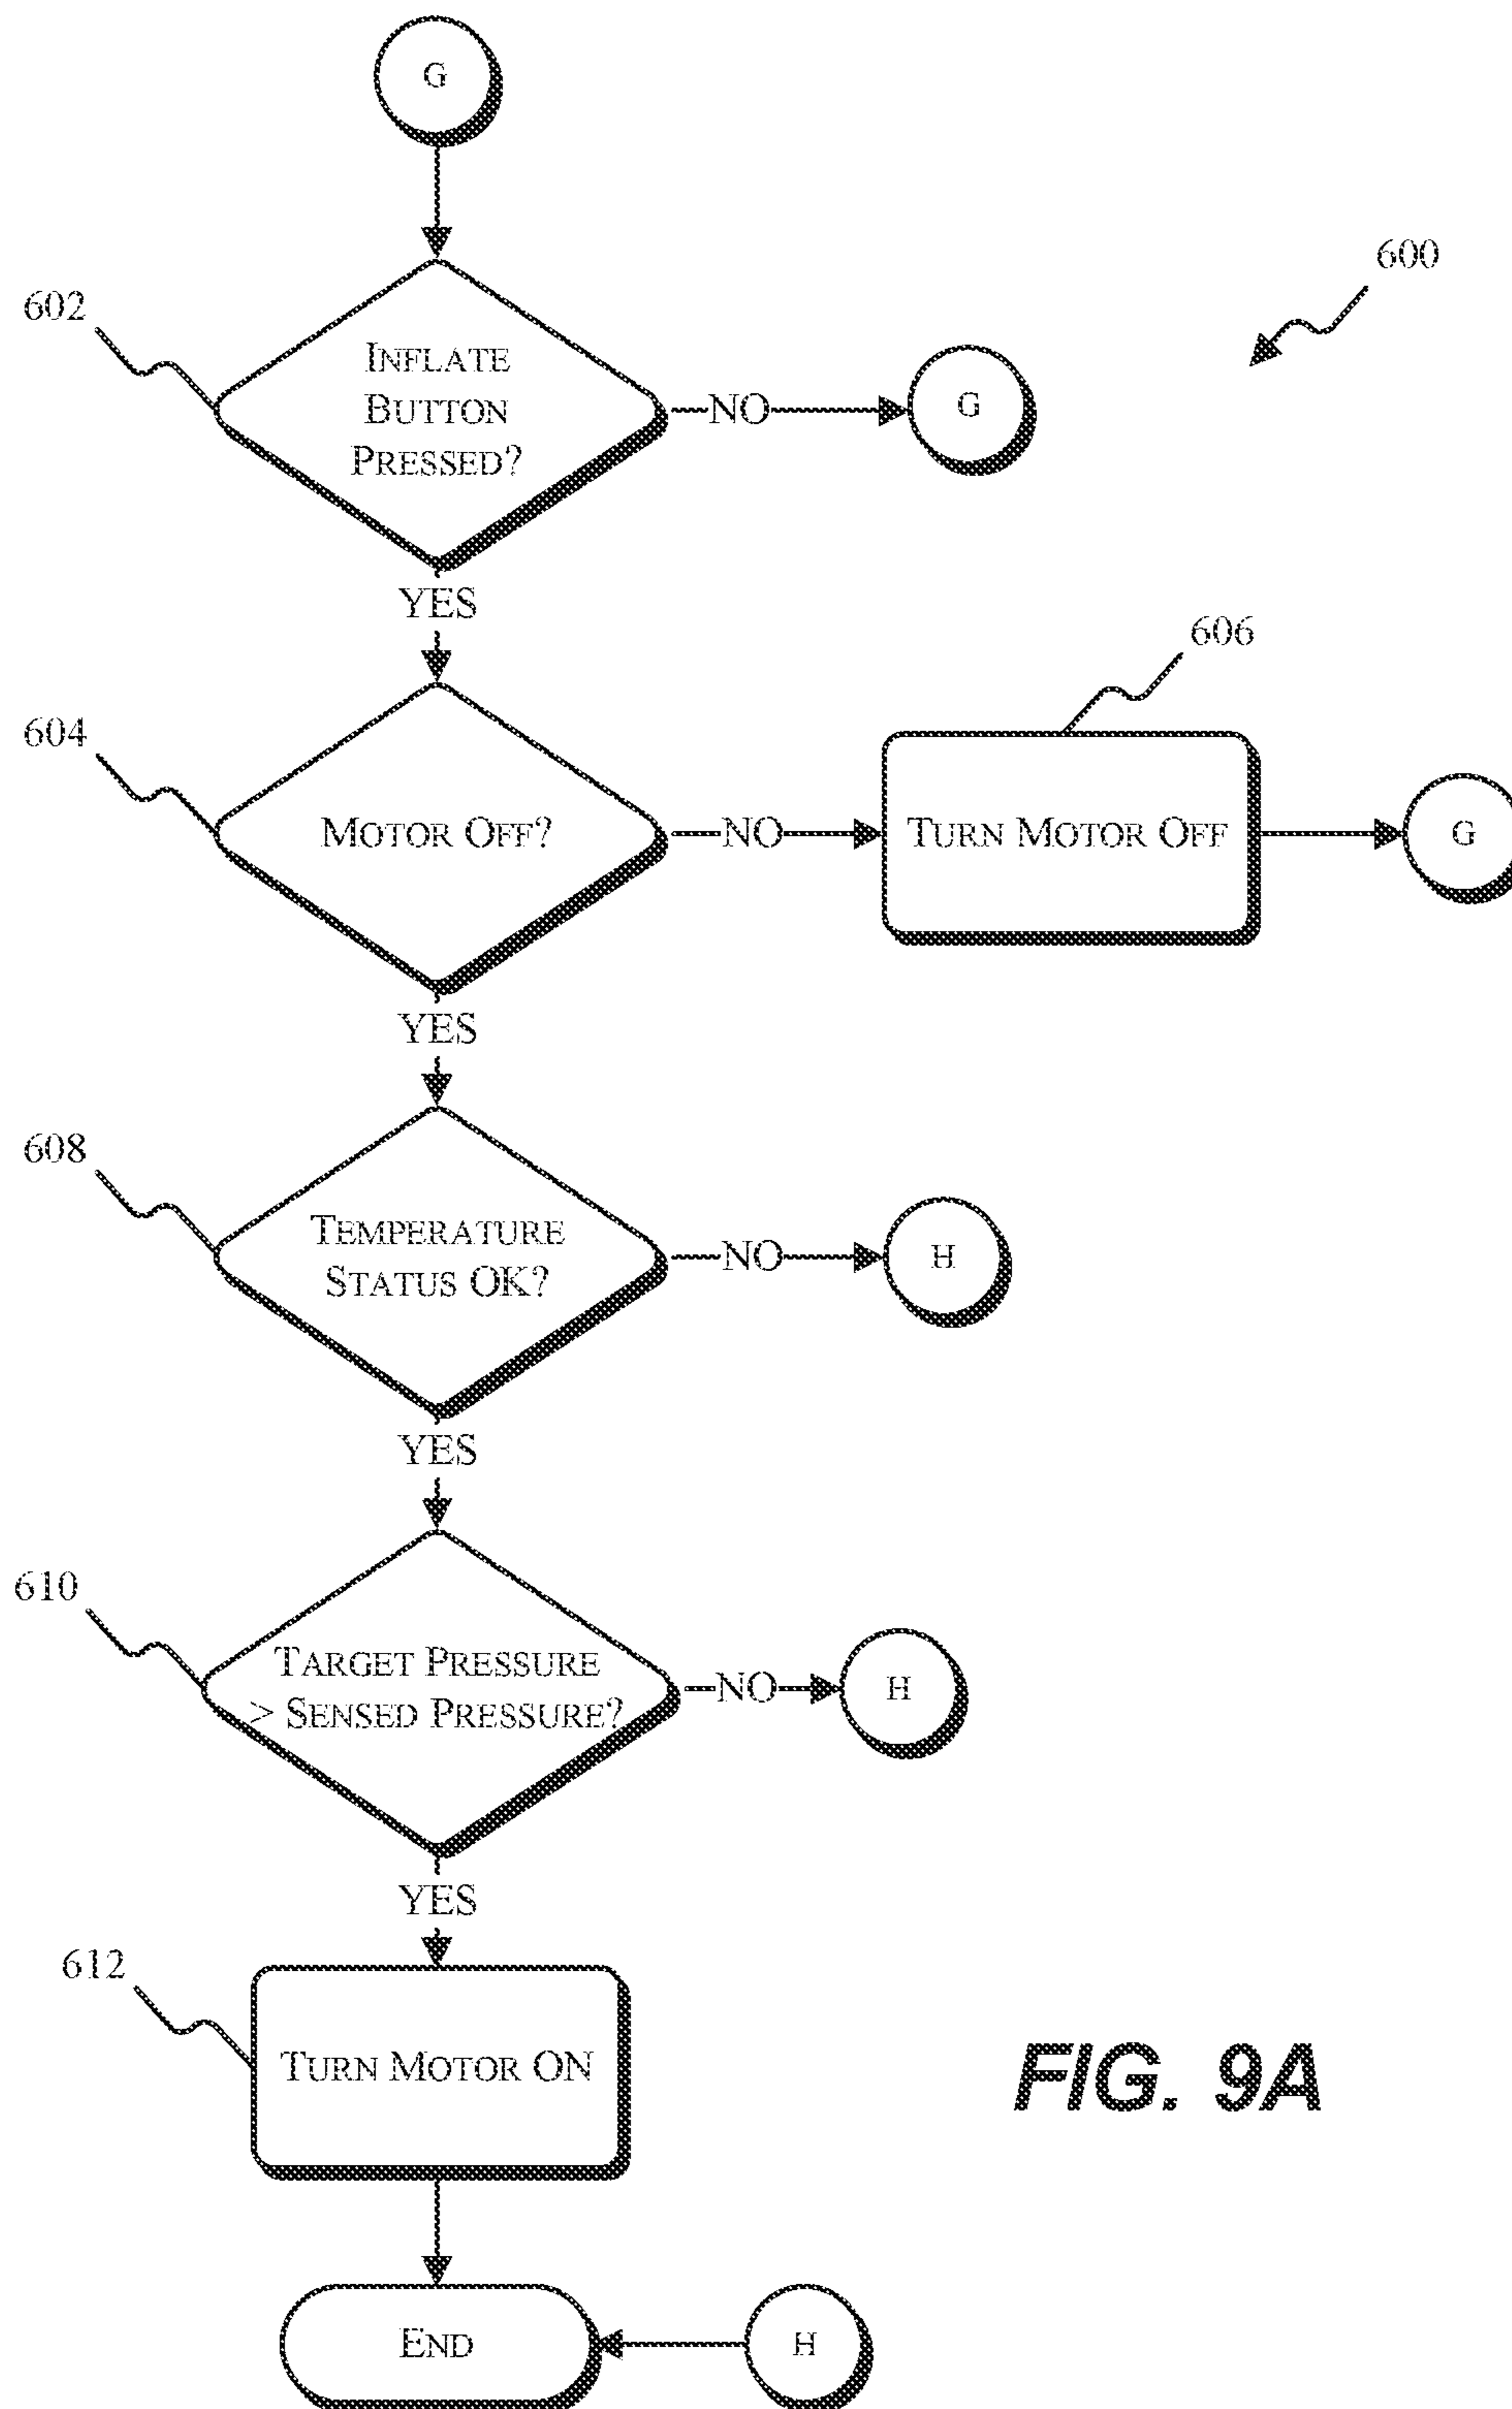 G
600
602
INFLATE
BUTTON
PRESSED?
NO
G
YES
606
604
MOTOR OFF?
NO
TURN MOTOR OFF
G
YES
608
TEMPERATURE
STATUS OK?
NO
H
YES
610
TARGET PRESSURE
> SENSED PRESSURE?
NO
H
YES
612
TURN MOTOR ON
FIG. 9A
END
H